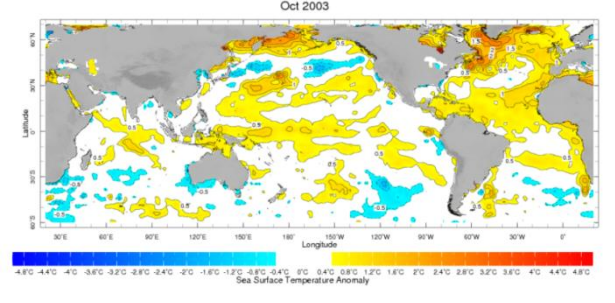 Oct 2003
Latitude
60°N
30°N
0°
30°S
60°S
30°E 60°E 90°E 120°E 150°E 180° 150°W 120°W 90°W 60°W 30°W 0°
Longitude
-4.8°C -4.4°C -3.6°C -3.2°C -2.8°C -2.4°C -2°C -1.6°C -1.2°C -0.8°C -0.4°C 0°C 0.4°C 0.8°C 1.2°C 1.6°C 2°C 2.4°C 2.8°C 3.2°C 3.6°C 4°C 4.4°C 4.8°C
Sea Surface Temperature Anomaly